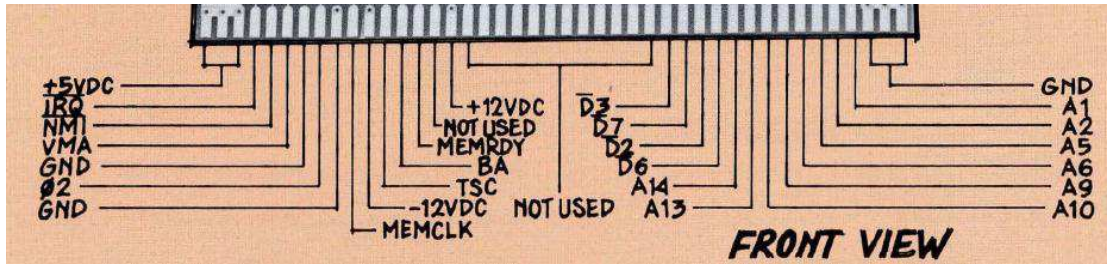 +5VDC
IRQ
NMI
VMA
GND
Ø2
GND
+12VDC
NOT USED
MEMRDY
BA
TSC
-12VDC
MEMCLK
NOT USED
D3
D7
D2
D6
A14
A13
GND
A1
A2
A5
A6
A9
A10
FRONT VIEW